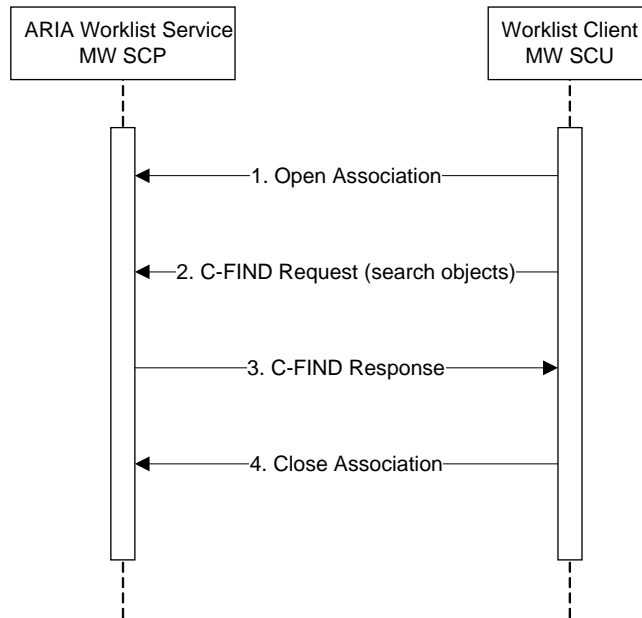 ARIA Worklist Service
MW SCP
Worklist Client
MW SCU
1. Open Association
2. C-FIND Request (search objects)
3. C-FIND Response
4. Close Association